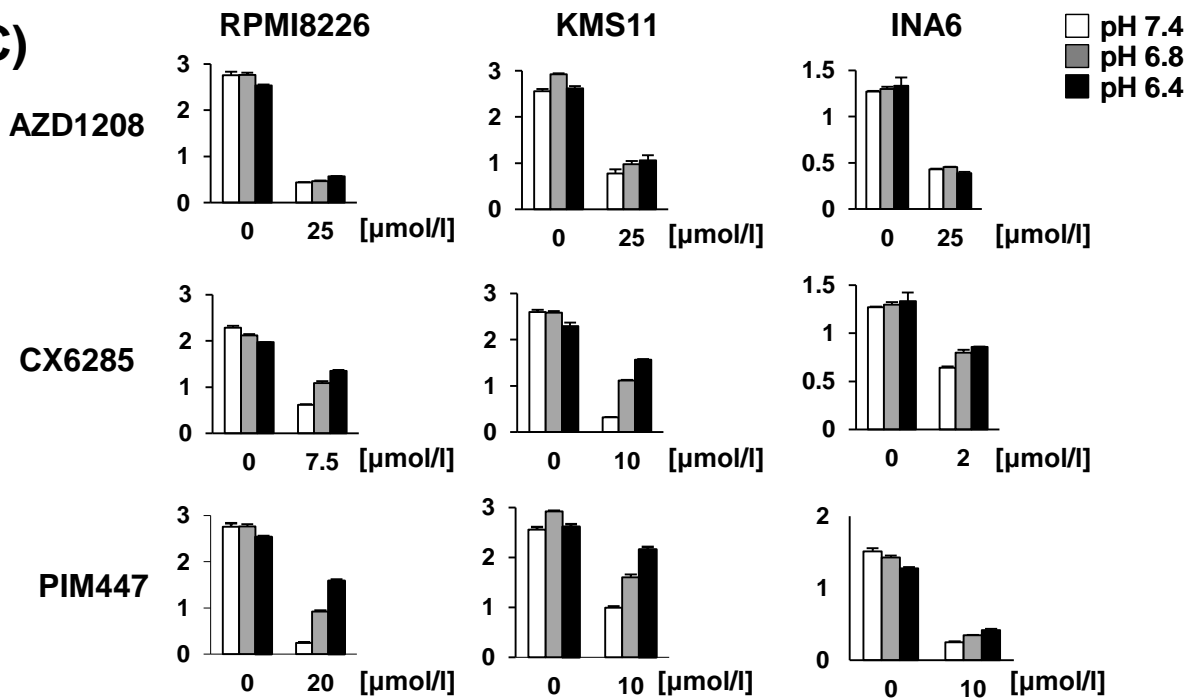 C)
RPMI8226 KMS11 INA6
pH 7.4
pH 6.8
pH 6.4
AZD1208
3
2
1
0
0 25 [µmol/l]
3
2
1
0
0 25 [µmol/l]
1.5
1
0.5
0
0 25 [µmol/l]
CX6285
3
2
1
0
0 7.5 [µmol/l]
3
2
1
0
0 10 [µmol/l]
1.5
1
0.5
0
0 2 [µmol/l]
PIM447
3
2
1
0
0 20 [µmol/l]
3
2
1
0
0 10 [µmol/l]
2
1
0
0 10 [µmol/l]